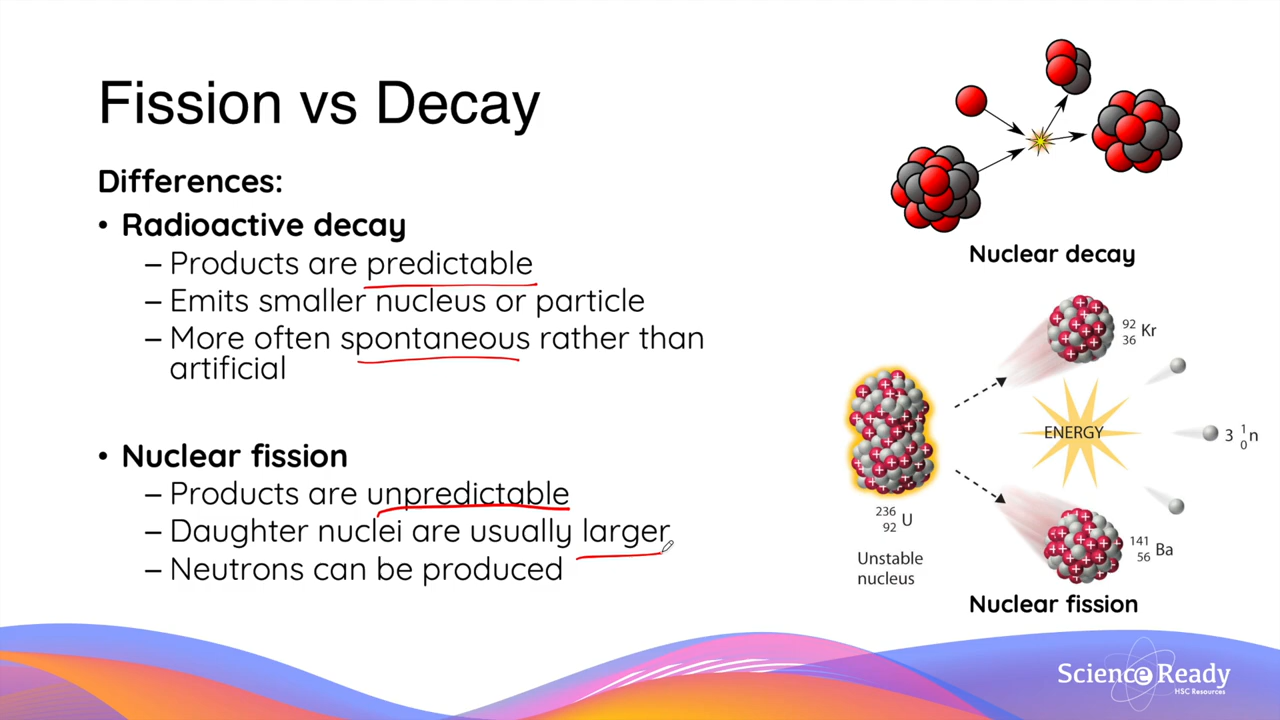 Fission vs Decay
Differences:
• Radioactive decay
– Products are predictable
– Emits smaller nucleus or particle
– More often spontaneous rather than
artificial
• Nuclear fission
– Products are unpredictable
– Daughter nuclei are usually larger
– Neutrons can be produced
Nuclear decay
92
36 Kr
ENERGY
3 1
0 n
236
92 U
Unstable
nucleus
141
56 Ba
Nuclear fission
Science Ready
HSC Resources